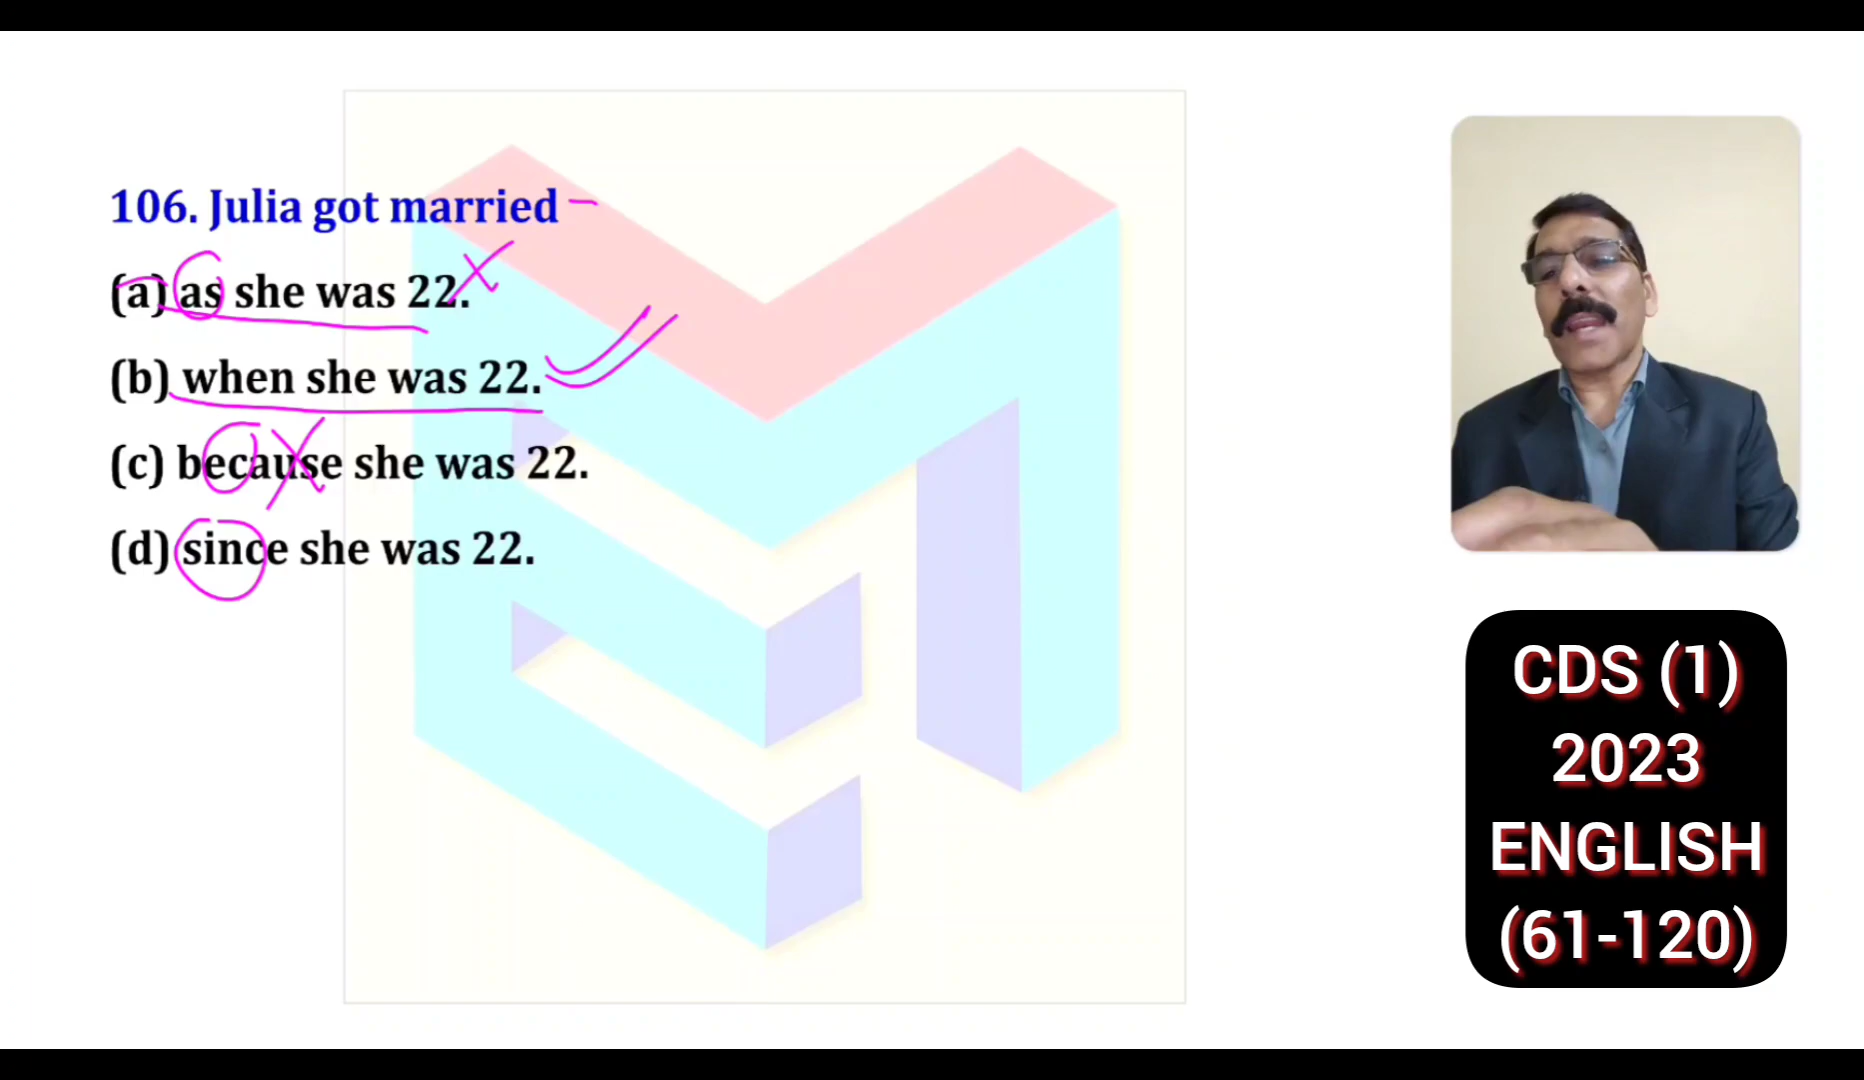 106. Julia got married
(a) as she was 22.
(b) when she was 22.
(c) because she was 22.
(d) since she was 22.
CDS (1)
2023
ENGLISH
(61-120)